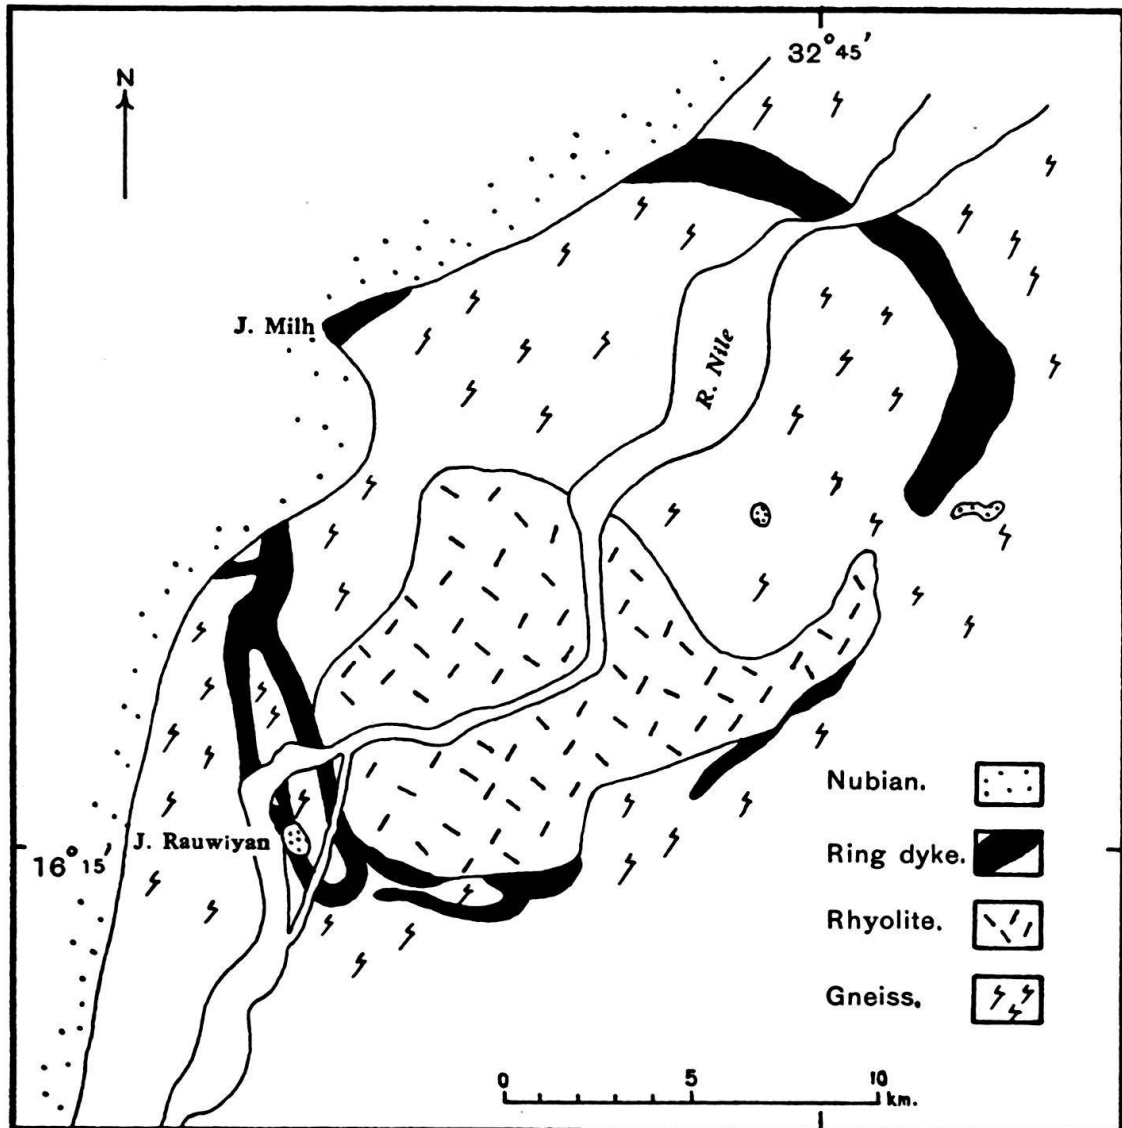 32°45'
N
J. Milh
R. Nile
Nubian.
J. Rauwiyan
Ring dyke.
16°15'
Rhyolite.
Gneiss.
0 5 10
km.